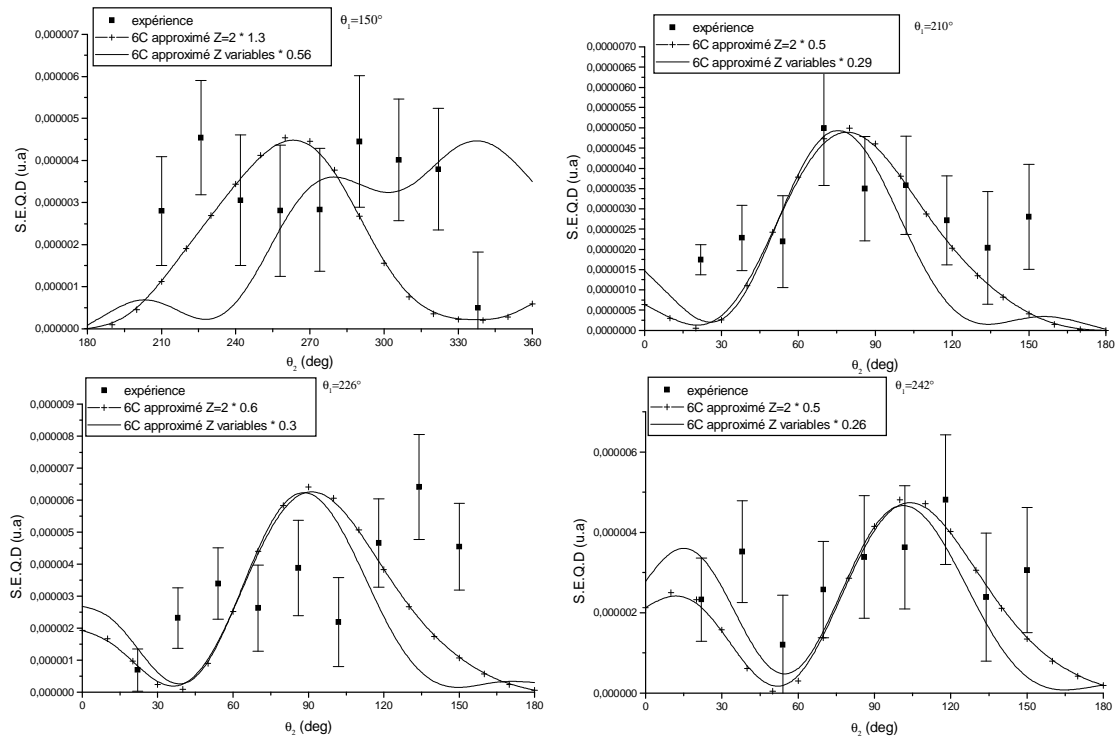 expérience
6C approximé Z=2 * 1.3
6C approximé Z variables * 0.56
θ1=150°
0,000007
0,000006
0,000005
0,000004
0,000003
0,000002
0,000001
0,000000
S.E.Q.D (u.a)
180 210 240 270 300 330 360
θ2 (deg)
expérience
6C approximé Z=2 * 0.5
6C approximé Z variables * 0.29
θ1=210°
0,0000070
0,0000065
0,0000060
0,0000055
0,0000050
0,0000045
0,0000040
0,0000035
0,0000030
0,0000025
0,0000020
0,0000015
0,0000010
0,0000005
0,0000000
S.E.Q.D (u.a)
0 30 60 90 120 150 180
θ2 (deg)
expérience
6C approximé Z=2 * 0.6
6C approximé Z variables * 0.3
θ1=226°
0,000009
0,000008
0,000007
0,000006
0,000005
0,000004
0,000003
0,000002
0,000001
0,000000
S.E.Q.D (u.a)
0 30 60 90 120 150 180
θ2 (deg)
expérience
6C approximé Z=2 * 0.5
6C approximé Z variables * 0.26
θ1=242°
0,000006
0,000004
0,000002
0,000000
S.E.Q.D (u.a)
0 30 60 90 120 150 180
θ2 (deg)